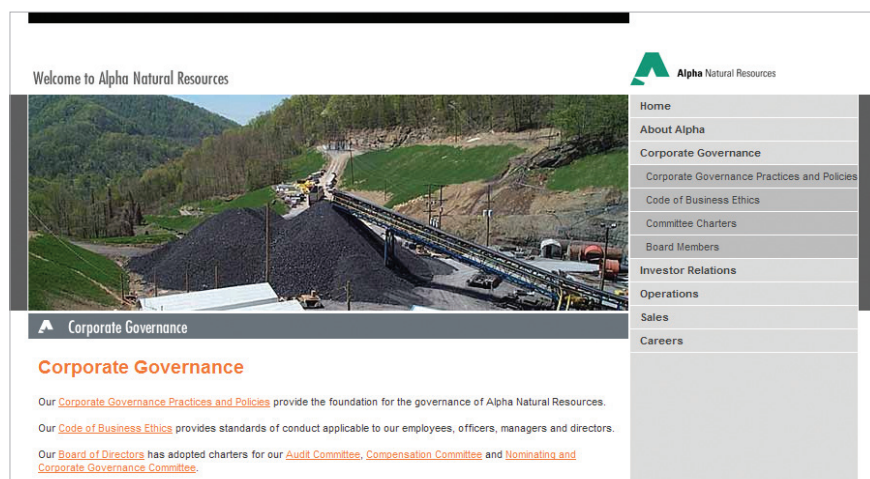 Welcome to Alpha Natural Resources
Alpha Natural Resources
Home
About Alpha
Corporate Governance
Corporate Governance Practices and Policies
Code of Business Ethics
Committee Charters
Board Members
Investor Relations
Operations
Sales
Careers
Corporate Governance
Corporate Governance
Our Corporate Governance Practices and Policies provide the foundation for the governance of Alpha Natural Resources.
Our Code of Business Ethics provides standards of conduct applicable to our employees, officers, managers and directors.
Our Board of Directors has adopted charters for our Audit Committee, Compensation Committee and Nominating and
Corporate Governance Committee.